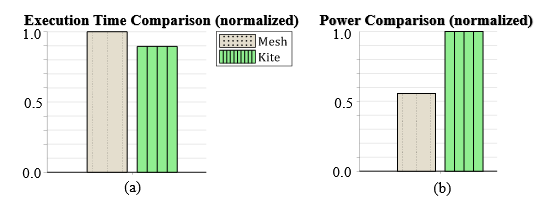 Execution Time Comparison (normalized)
1.0
0.5
0.0
Mesh
Kite
(a)
Power Comparison (normalized)
1.0
0.5
0.0
(b)